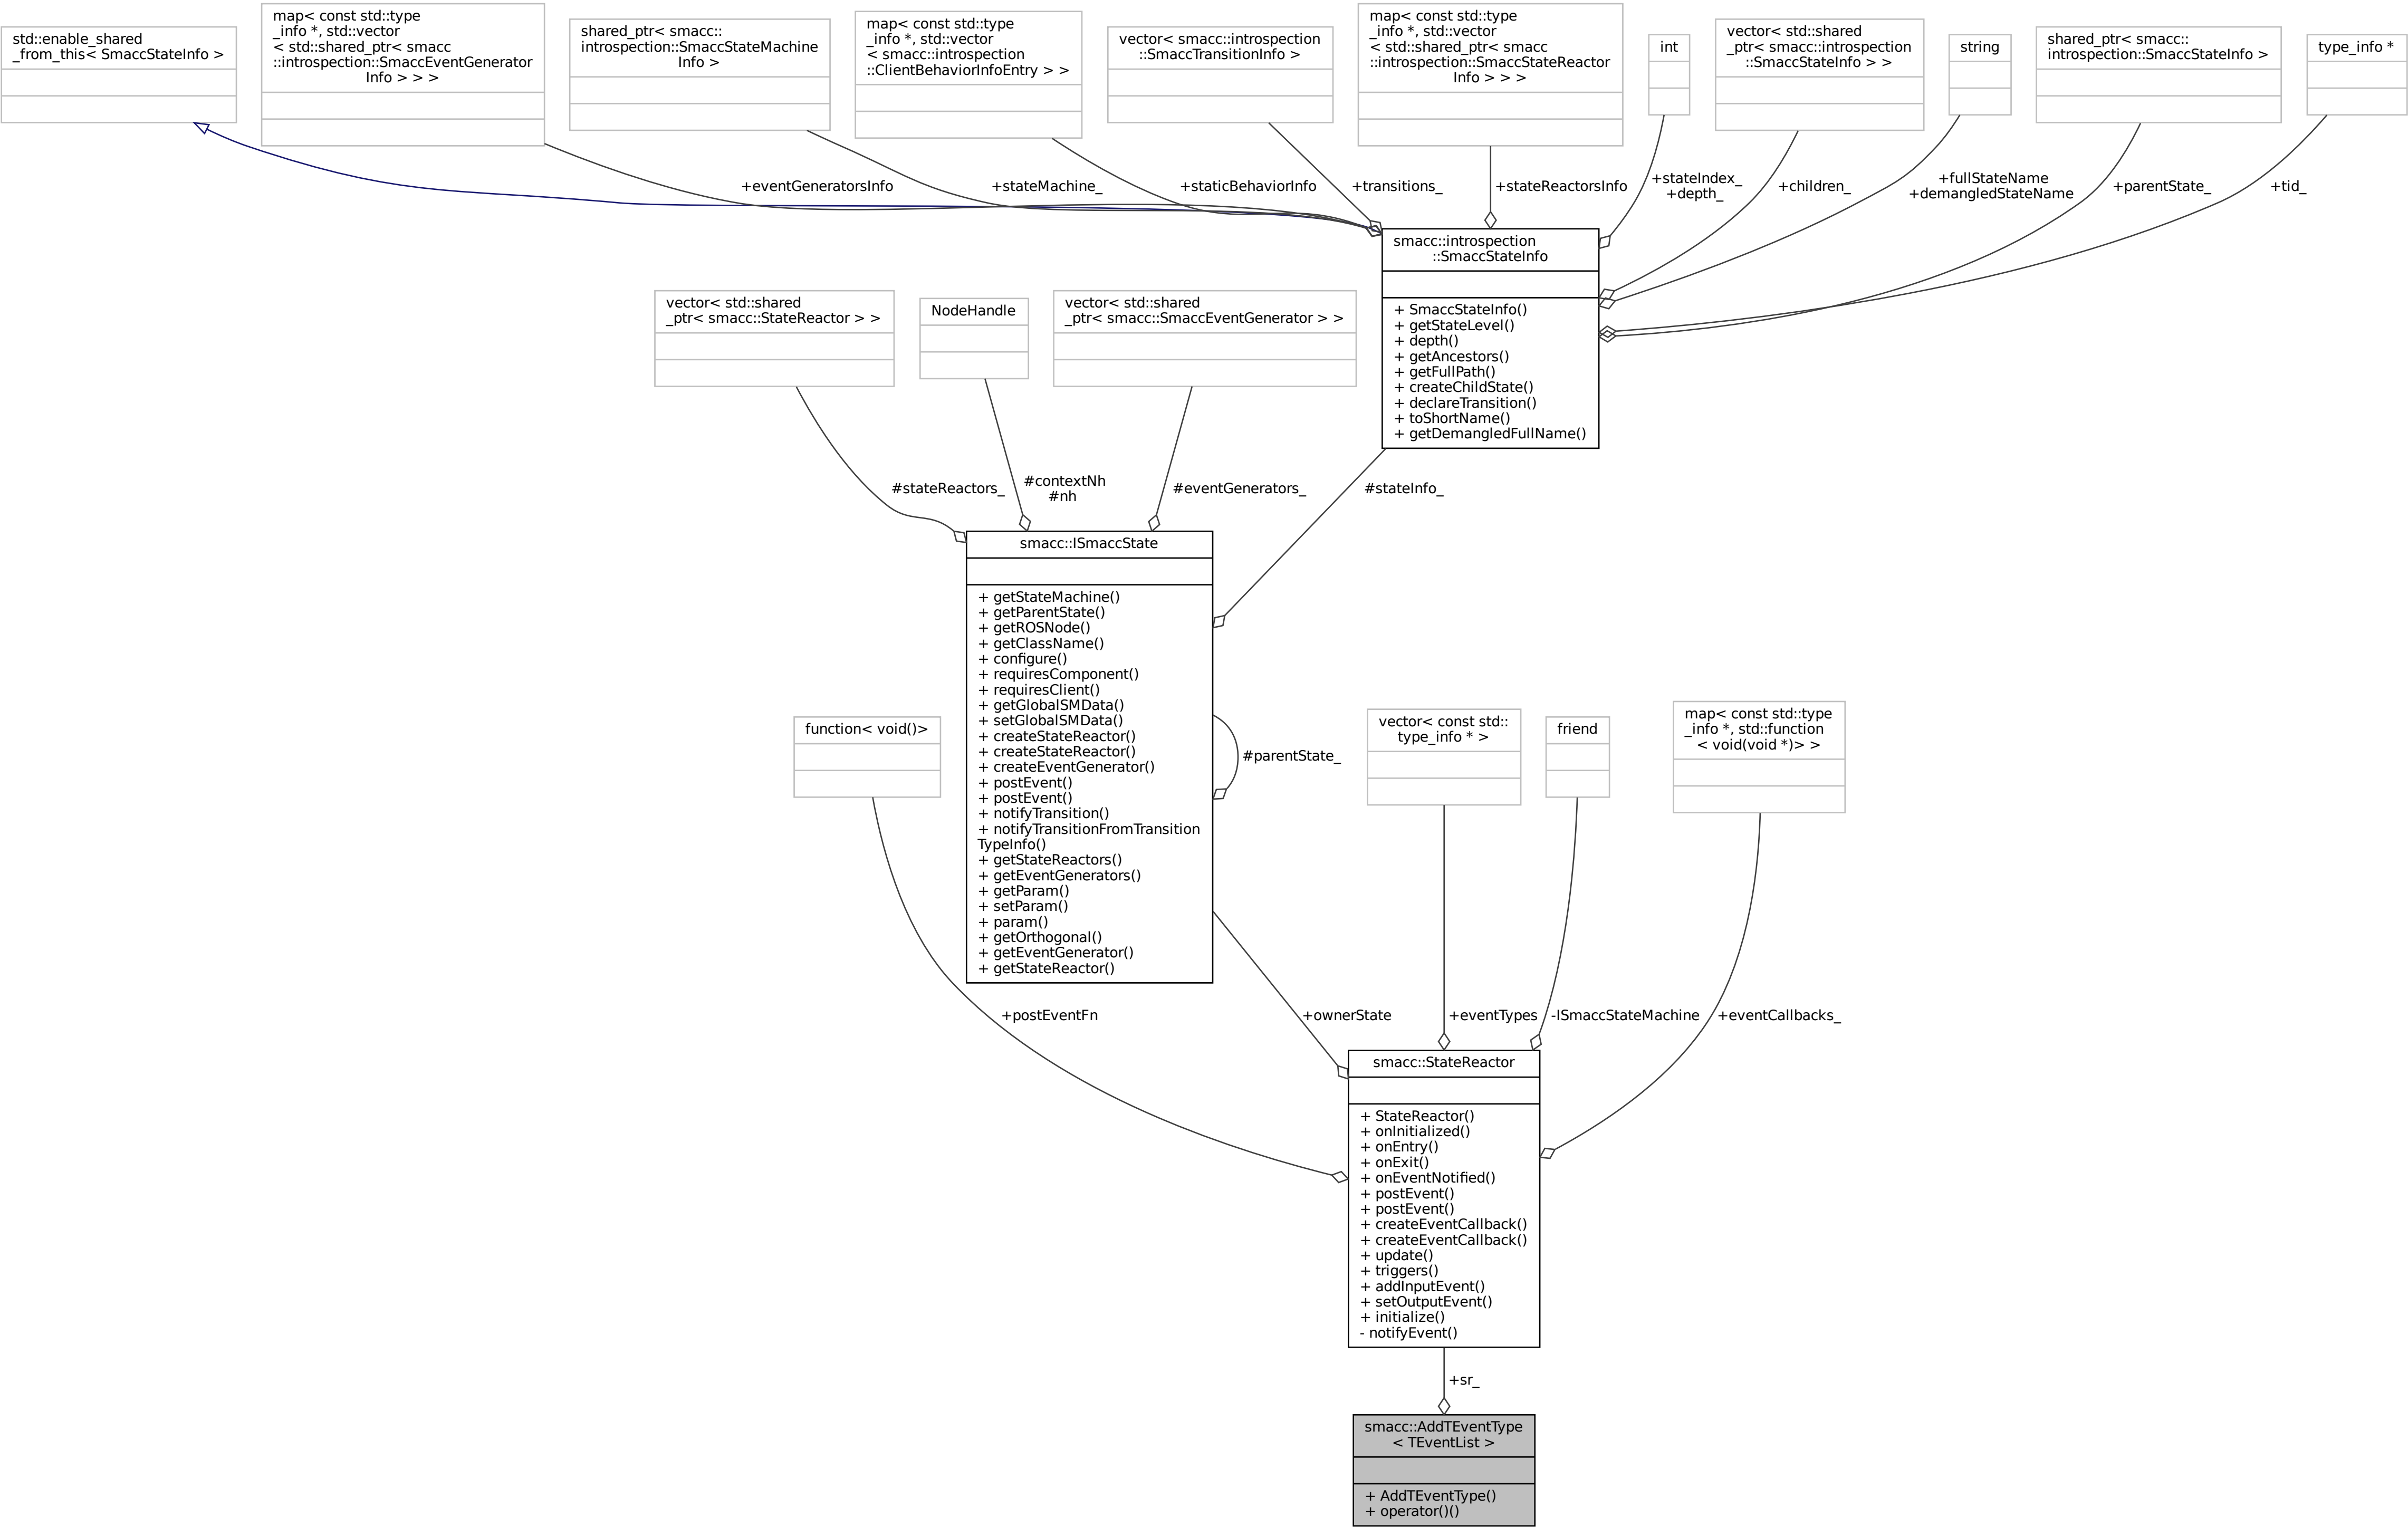 std::enable_shared
_from_this< SmaccStateInfo >
map< const std::type
_info *, std::vector
< std::shared_ptr< smacc
::introspection::SmaccEventGenerator
Info > > >
shared_ptr< smacc::
introspection::SmaccStateMachine
Info >
map< const std::type
_info *, std::vector
< smacc::introspection
::ClientBehaviorInfoEntry > >
vector< smacc::introspection
::SmaccTransitionInfo >
map< const std::type
_info *, std::vector
< std::shared_ptr< smacc
::introspection::SmaccStateReactor
Info > > >
int
vector< std::shared
_ptr< smacc::introspection
::SmaccStateInfo > >
string
shared_ptr< smacc::
introspection::SmaccStateInfo >
type_info *
+eventGeneratorsInfo
+stateMachine_
+staticBehaviorInfo
+transitions_
+stateReactorsInfo
+stateIndex_
+depth_
+children_
+fullStateName
+demangledStateName
+parentState_
+tid_
smacc::introspection
::SmaccStateInfo
+ SmaccStateInfo()
+ getStateLevel()
+ depth()
+ getAncestors()
+ getFullPath()
+ createChildState()
+ declareTransition()
+ toShortName()
+ getDemangledFullName()
vector< std::shared
_ptr< smacc::StateReactor > >
NodeHandle
vector< std::shared
_ptr< smacc::SmaccEventGenerator > >
#stateReactors_
#contextNh
#nh
#eventGenerators_
#stateInfo_
smacc::ISmaccState
+ getStateMachine()
+ getParentState()
+ getROSNode()
+ getClassName()
+ configure()
+ requiresComponent()
+ requiresClient()
+ getGlobalSMData()
+ setGlobalSMData()
+ createStateReactor()
+ createStateReactor()
+ createEventGenerator()
+ postEvent()
+ postEvent()
+ notifyTransition()
+ notifyTransitionFromTransition
TypeInfo()
+ getStateReactors()
+ getEventGenerators()
+ getParam()
+ setParam()
+ param()
+ getOrthogonal()
+ getEventGenerator()
+ getStateReactor()
#parentState_
function< void()>
vector< const std::
type_info * >
friend
map< const std::type
_info *, std::function
< void(void *)> >
+postEventFn
+ownerState
+eventTypes
-ISmaccStateMachine
+eventCallbacks_
smacc::StateReactor
+ StateReactor()
+ onInitialized()
+ onEntry()
+ onExit()
+ onEventNotified()
+ postEvent()
+ postEvent()
+ createEventCallback()
+ createEventCallback()
+ update()
+ triggers()
+ addInputEvent()
+ setOutputEvent()
+ initialize()
- notifyEvent()
+sr_
smacc::AddTEventType
< TEventList >
+ AddTEventType()
+ operator()()